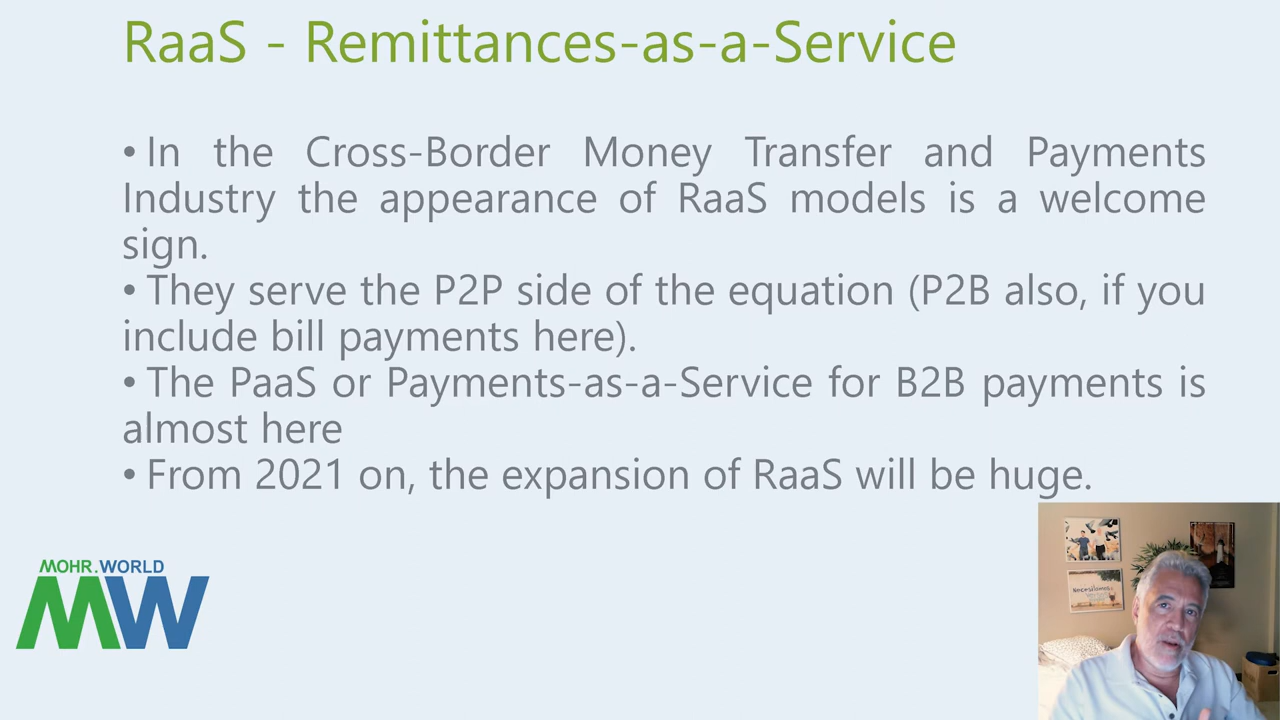 RaaS - Remittances-as-a-Service
• In the Cross-Border Money Transfer and Payments
Industry the appearance of RaaS models is a welcome
sign.
• They serve the P2P side of the equation (P2B also, if you
include bill payments here).
• The PaaS or Payments-as-a-Service for B2B payments is
almost here
• From 2021 on, the expansion of RaaS will be huge.
MOHR.WORLD
MW
Necesitamos